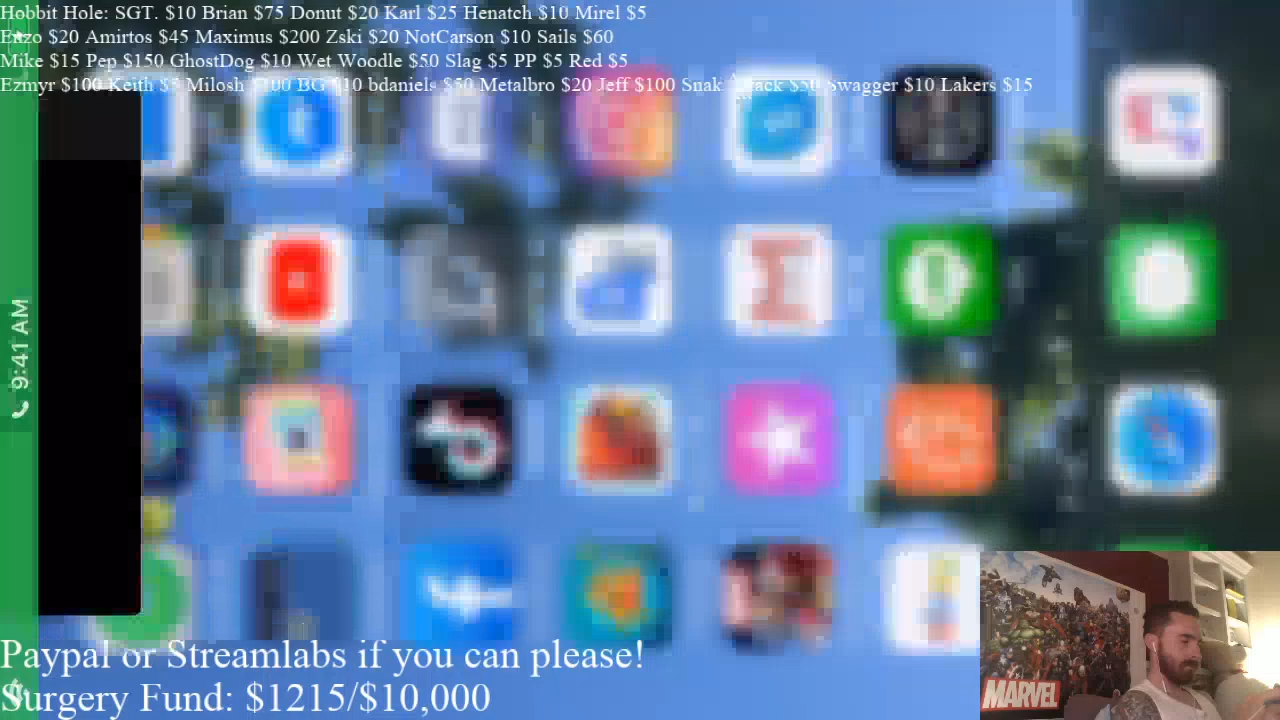 Hobbit Hole: SGT. $10 Brian $75 Donut $20 Karl $25 Henatch $10 Mirel $5
Enzo $20 Amirtos $45 Maximus $200 Zski $20 NotCarson $10 Sails $60
Mike $15 Pep $150 GhostDog $10 Wet Woodle $50 Slag $5 PP $5 Red $5
Ezmyr $100 Keith $5 Milosh $100 BG $10 bdaniels $50 Metalbro $20 Jeff $100 Snak Attack $50 Swagger $10 Lakers $15
9:41 AM
Paypal or Streamlabs if you can please!
Surgery Fund: $1215/$10,000
MARVEL